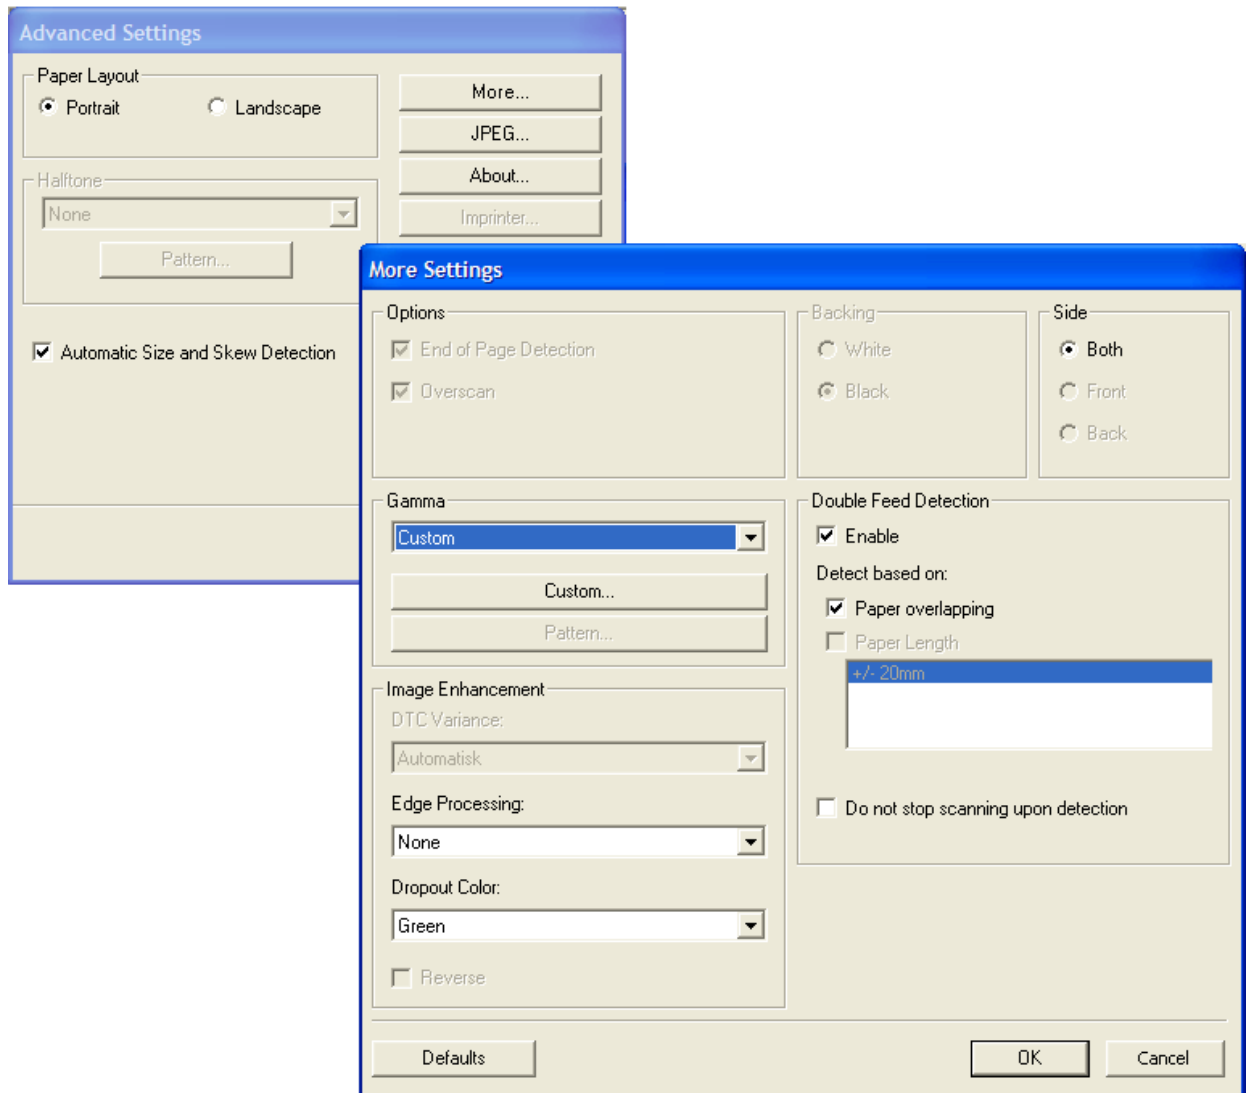 Advanced Settings
Paper Layout
Portrait
Landscape
More...
JPEG...
About...
Imprinter...
Halftone
None
Pattern...
Automatic Size and Skew Detection
More Settings
Options
End of Page Detection
Overscan
Backing
White
Black
Side
Both
Front
Back
Gamma
Custom
Custom...
Pattern...
Image Enhancement
DTC Variance:
Automatisk
Edge Processing:
None
Dropout Color:
Green
Reverse
Double Feed Detection
Enable
Detect based on:
Paper overlapping
Paper Length
+/- 20mm
Do not stop scanning upon detection
Defaults
OK
Cancel